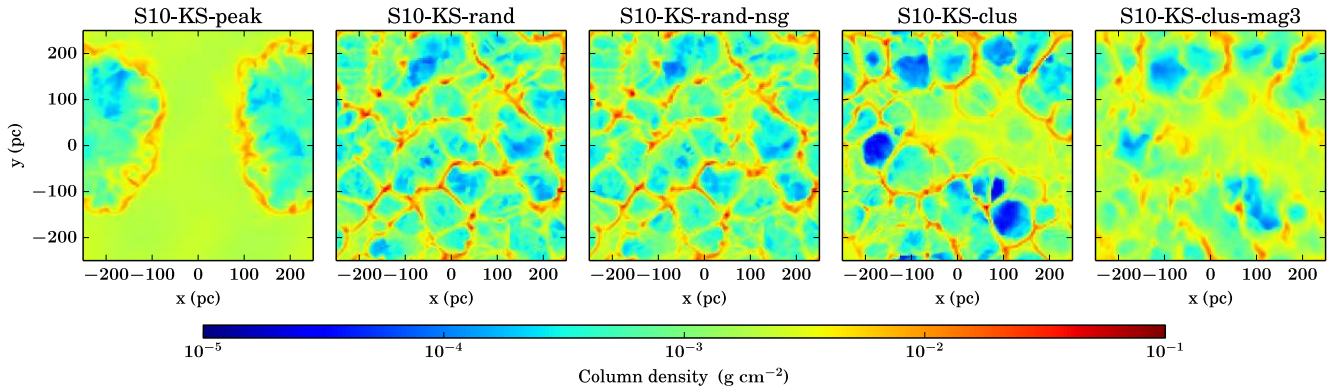 S10-KS-peak S10-KS-rand S10-KS-rand-nsg S10-KS-clus S10-KS-clus-mag3
200
100
0
−100
−200
y (pc)
−200 −100 0 100 200 −200 −100 0 100 200 −200 −100 0 100 200 −200 −100 0 100 200 −200 −100 0 100 200
x (pc) x (pc) x (pc) x (pc) x (pc)
10⁻⁵ 10⁻⁴ 10⁻³ 10⁻² 10⁻¹
Column density (g cm⁻²)